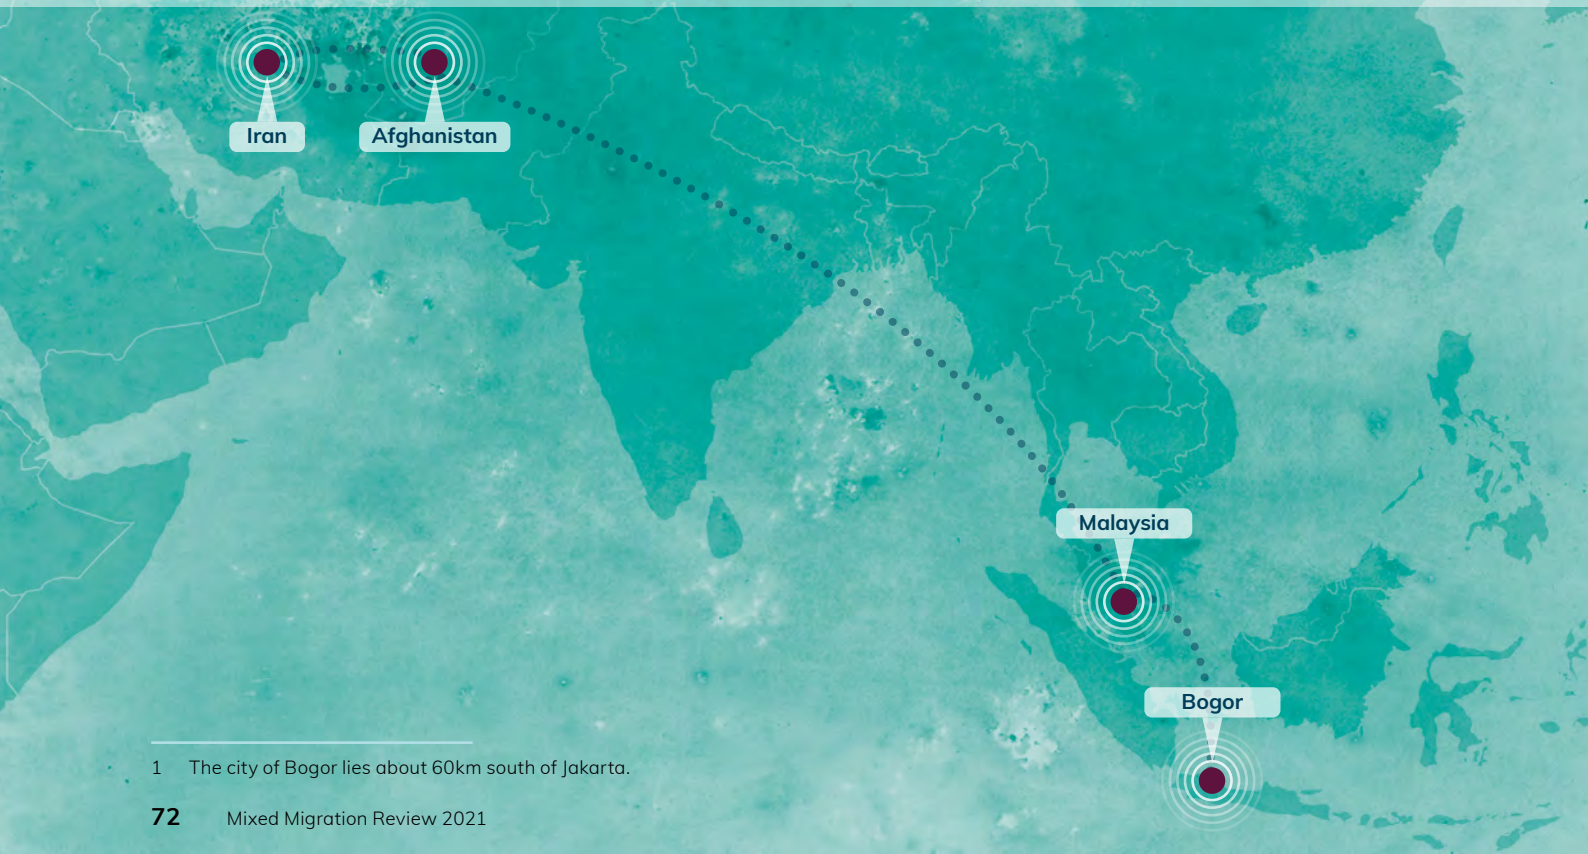 Iran
Afghanistan
Malaysia
Bogor
1 The city of Bogor lies about 60km south of Jakarta.
72 Mixed Migration Review 2021